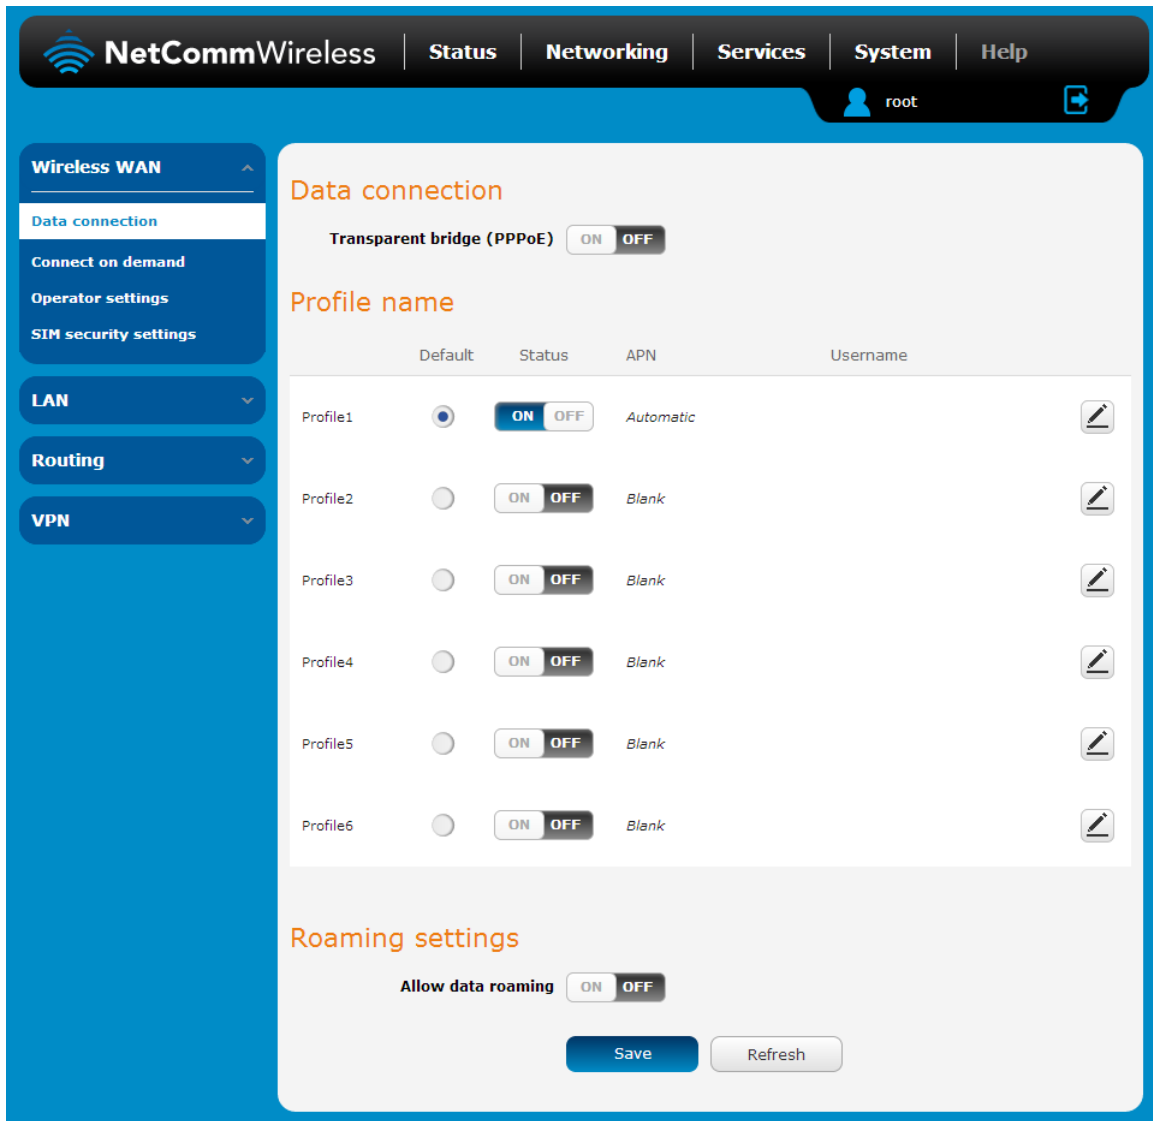 NetCommWireless Status Networking Services System Help
root
Wireless WAN
Data connection
Connect on demand
Operator settings
SIM security settings
LAN
Routing
VPN
Data connection
Transparent bridge (PPPoE) ON OFF
Profile name
Default Status APN Username
Profile1 ON OFF Automatic
Profile2 ON OFF Blank
Profile3 ON OFF Blank
Profile4 ON OFF Blank
Profile5 ON OFF Blank
Profile6 ON OFF Blank
Roaming settings
Allow data roaming ON OFF
Save Refresh